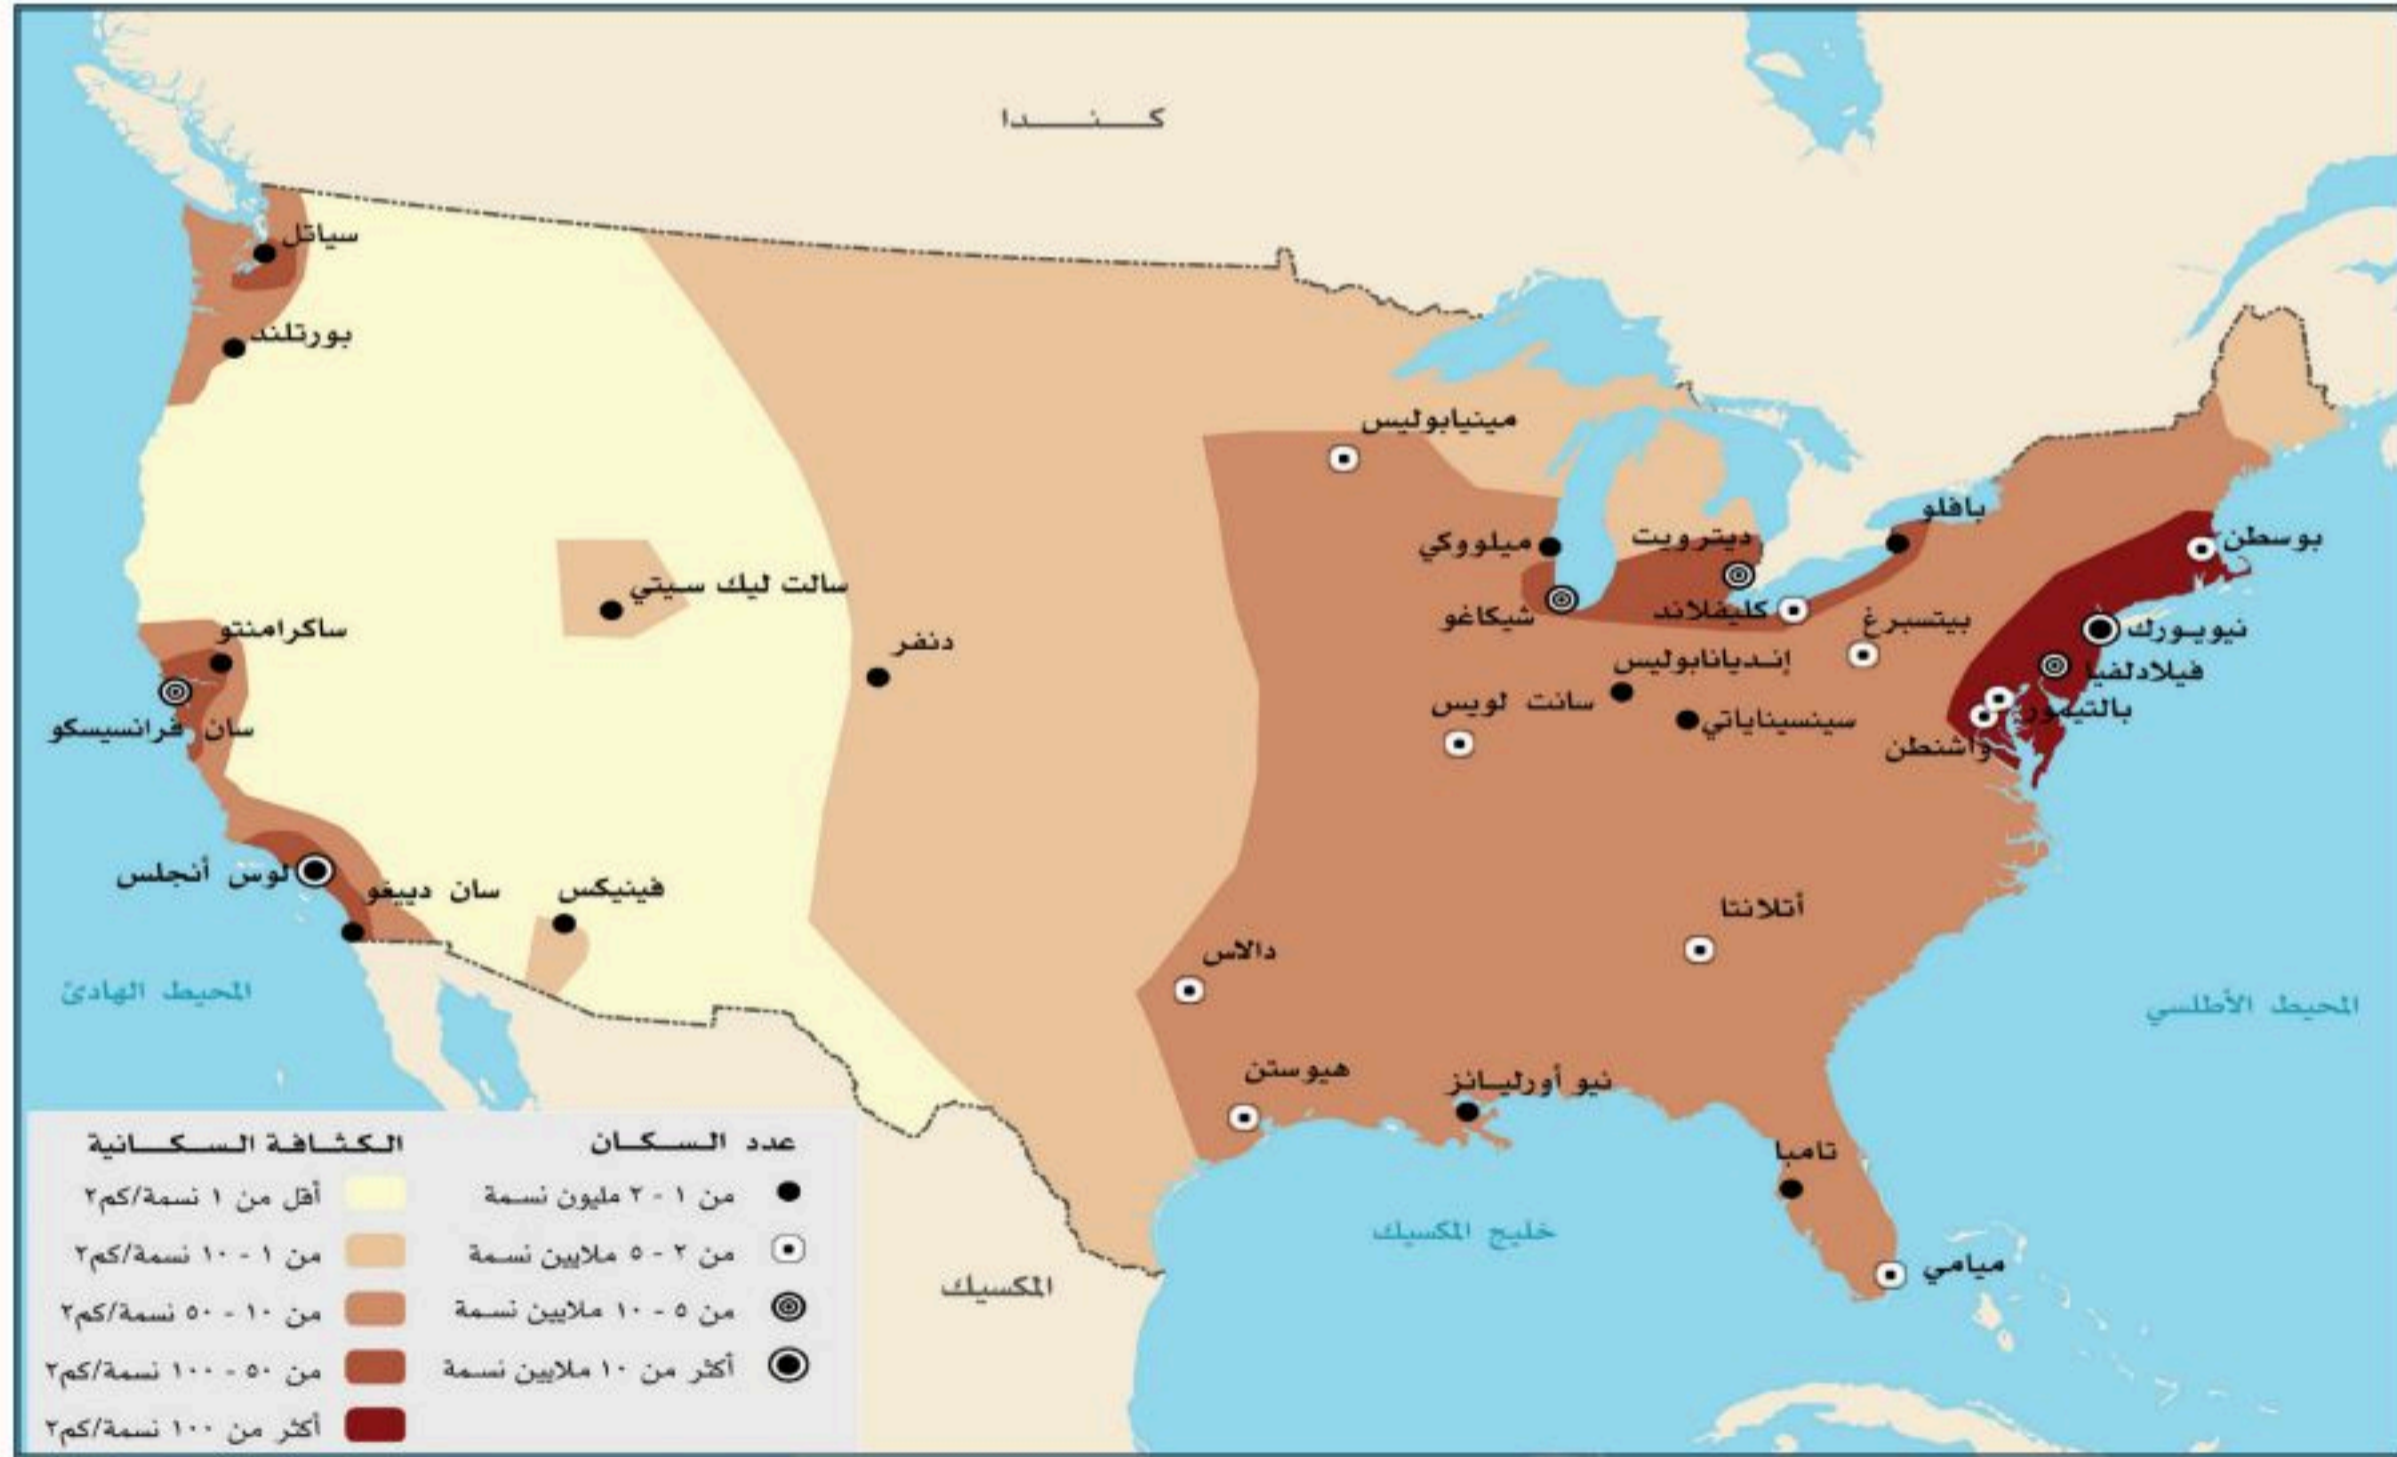 كنـدا
سياتل
بورتلند
مينيابوليس
بافلو
ميلووكي
ديترويت
بوسطن
سالت ليك سيتي
شيكاغو
كليفلاند
بيتسبرغ
نيويورك
ساكرامنتو
دنفر
إنديانابوليس
فيلادلفيا
سان فرانسيسكو
سانت لويس
سينسيناياتي
بالتيمور
واشنطن
لوس أنجلس
سان دييغو
فينيكس
أتلانتا
دالاس
المحيط الهادئ
المحيط الأطلسي
هيوستن
نيو أورليانز
تامبا
خليج المكسيك
ميامي
المكسيك
عدد السكان
من ١ - ٢ مليون نسمة
من ٢ - ٥ ملايين نسمة
من ٥ - ١٠ ملايين نسمة
أكثر من ١٠ ملايين نسمة
الكثافة السكانية
أقل من ١ نسمة/كم٢
من ١ - ١٠ نسمة/كم٢
من ١٠ - ٥٠ نسمة/كم٢
من ٥٠ - ١٠٠ نسمة/كم٢
أكثر من ١٠٠ نسمة/كم٢